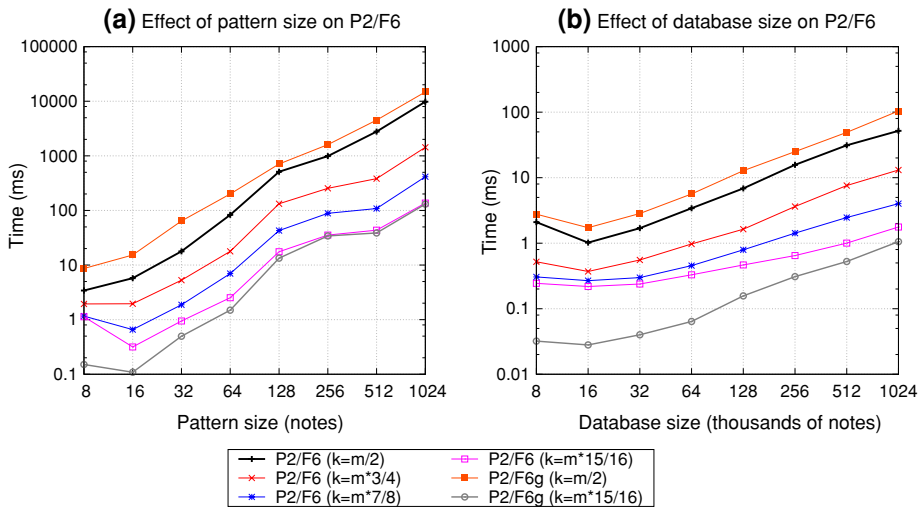 (a) Effect of pattern size on P2/F6
Time (ms)
100000
10000
1000
100
10
1
0.1
8 16 32 64 128 256 512 1024
Pattern size (notes)
(b) Effect of database size on P2/F6
Time (ms)
1000
100
10
1
0.1
0.01
8 16 32 64 128 256 512 1024
Database size (thousands of notes)
P2/F6 (k=m/2)
P2/F6 (k=m*3/4)
P2/F6 (k=m*7/8)
P2/F6 (k=m*15/16)
P2/F6g (k=m/2)
P2/F6g (k=m*15/16)